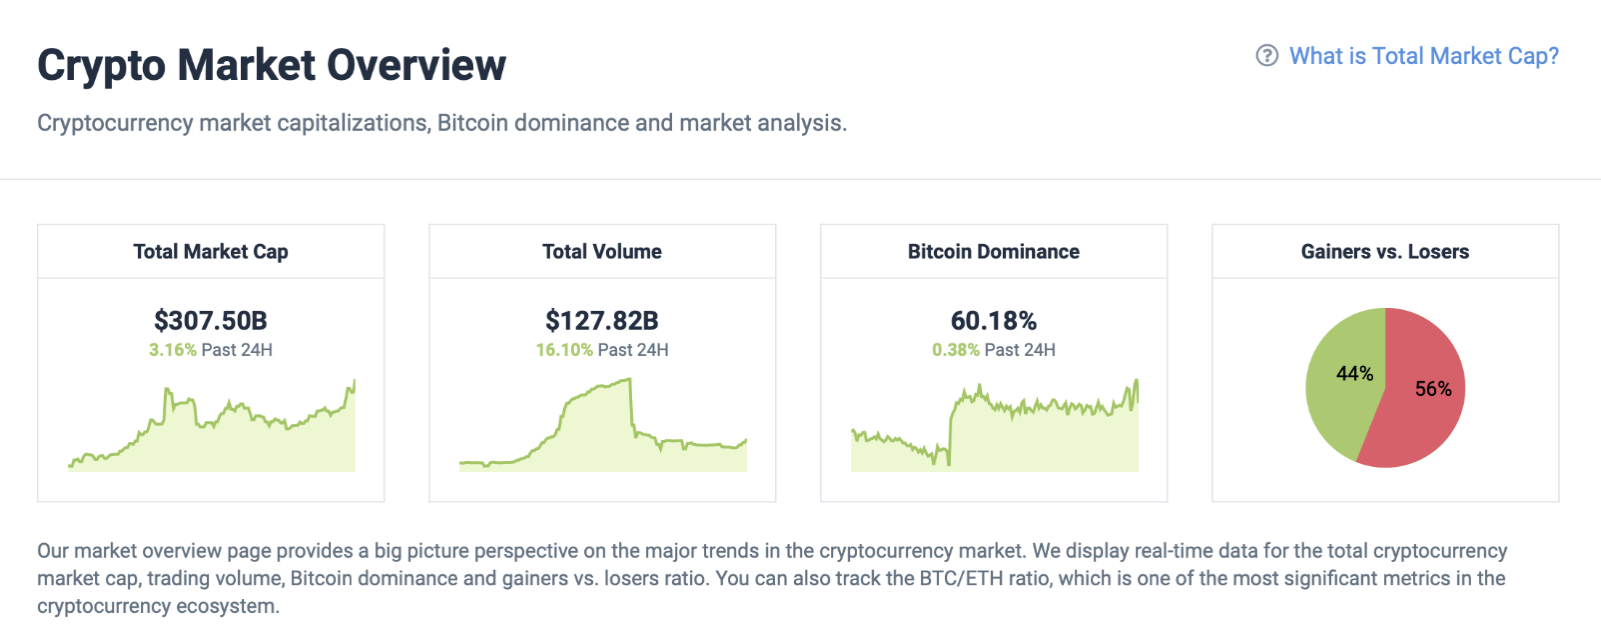 Crypto Market Overview
What is Total Market Cap?
Cryptocurrency market capitalizations, Bitcoin dominance and market analysis.
Total Market Cap
$307.50B
3.16% Past 24H
Total Volume
$127.82B
16.10% Past 24H
Bitcoin Dominance
60.18%
0.38% Past 24H
Gainers vs. Losers
44%
56%
Our market overview page provides a big picture perspective on the major trends in the cryptocurrency market. We display real-time data for the total cryptocurrency
market cap, trading volume, Bitcoin dominance and gainers vs. losers ratio. You can also track the BTC/ETH ratio, which is one of the most significant metrics in the
cryptocurrency ecosystem.